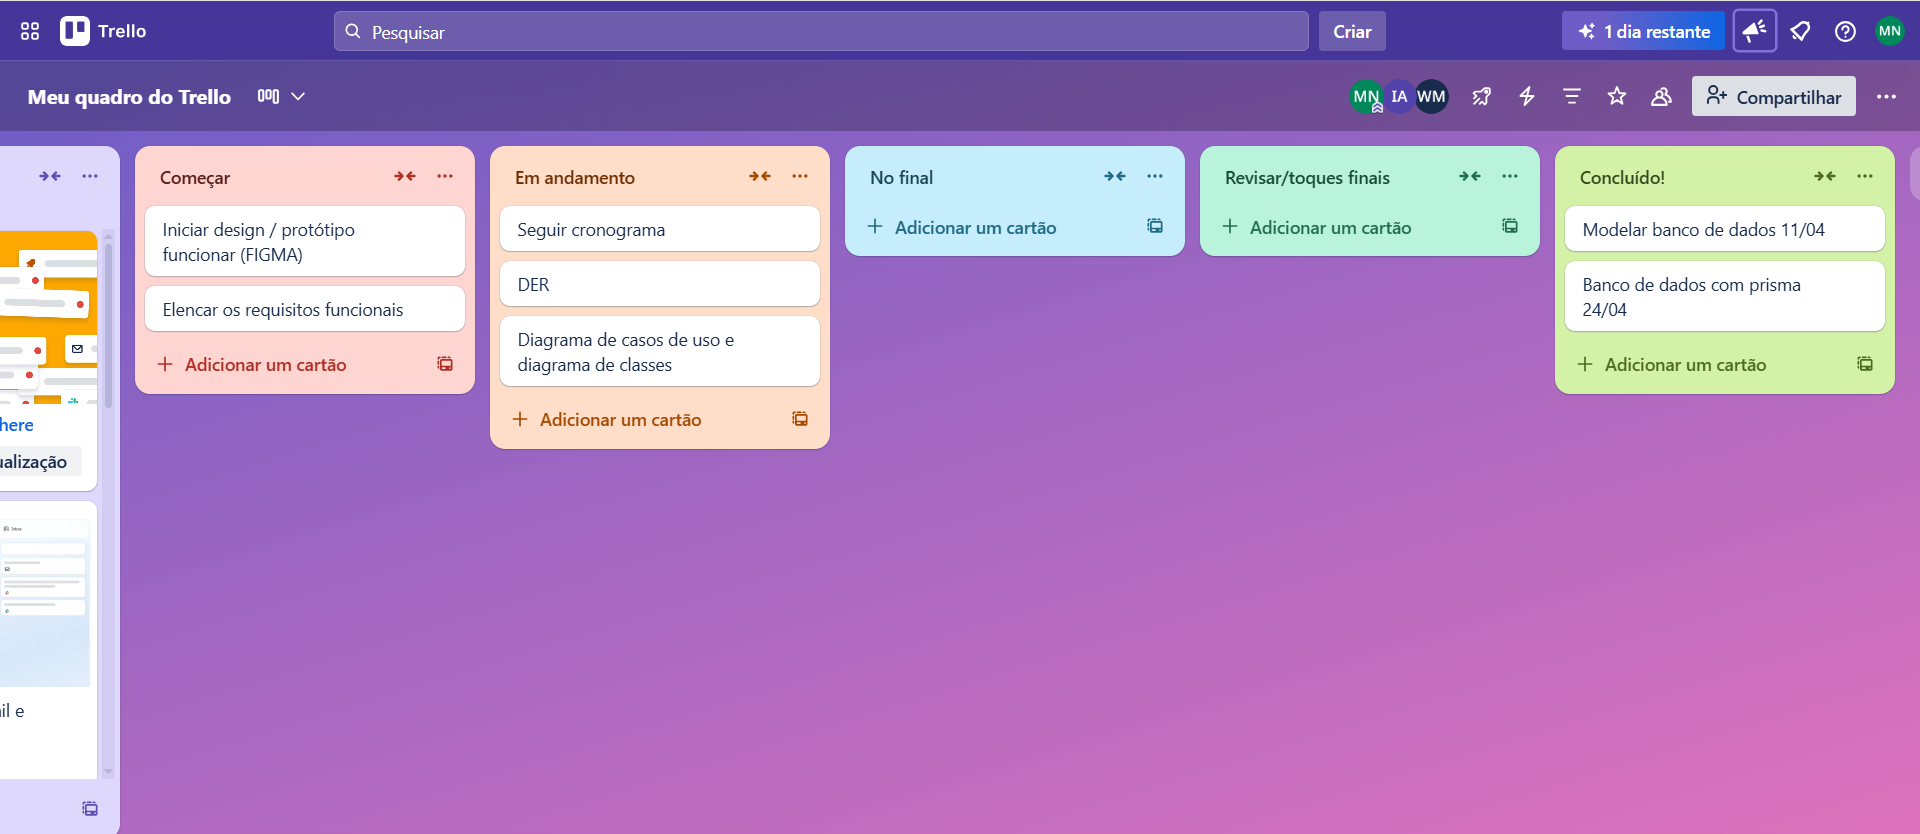 Trello
Pesquisar
Criar
1 dia restante
MN
Meu quadro do Trello
MN IA WM
Compartilhar
here
il e
Começar
Iniciar design / protótipo
funcionar (FIGMA)
Elencar os requisitos funcionais
Adicionar um cartão
Em andamento
Seguir cronograma
DER
Diagrama de casos de uso e
diagrama de classes
Adicionar um cartão
No final
Adicionar um cartão
Revisar/toques finais
Adicionar um cartão
Concluído!
Modelar banco de dados 11/04
Banco de dados com prisma
24/04
Adicionar um cartão